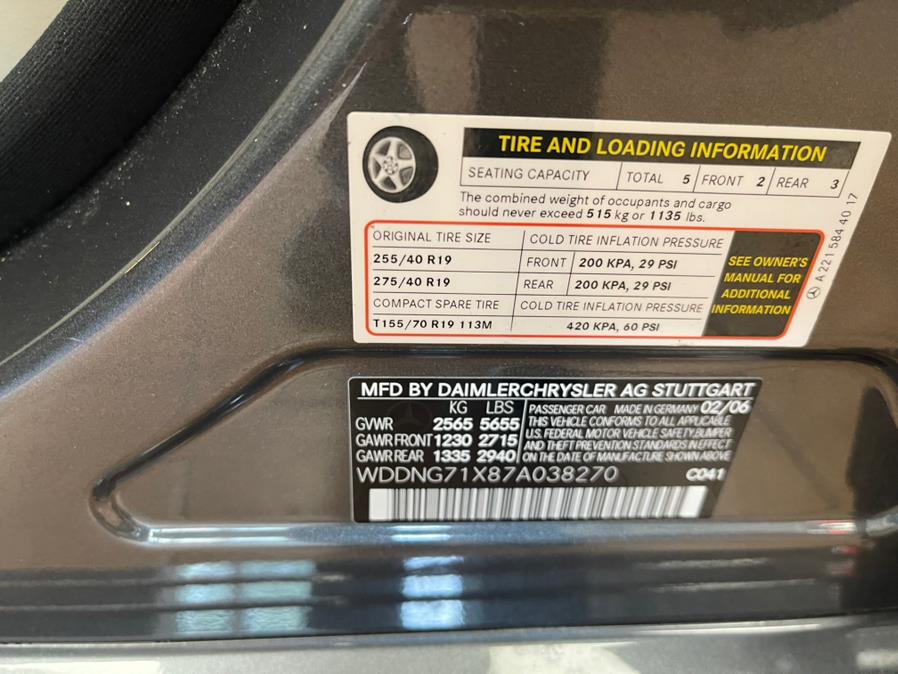 TIRE AND LOADING INFORMATION
SEATING CAPACITY TOTAL 5 FRONT 2 REAR 3
The combined weight of occupants and cargo
should never exceed 515 kg or 1135 lbs.
ORIGINAL TIRE SIZE COLD TIRE INFLATION PRESSURE
255/40 R19 FRONT 200 KPA, 29 PSI
275/40 R19 REAR 200 KPA, 29 PSI
COMPACT SPARE TIRE COLD TIRE INFLATION PRESSURE
T155/70 R19 113M 420 KPA, 60 PSI
SEE OWNER'S
MANUAL FOR
ADDITIONAL
INFORMATION
A 221 584 40 17
MFD BY DAIMLERCHRYSLER AG STUTTGART
KG LBS
GVWR 2565 5655
GAWR FRONT 1230 2715
GAWR REAR 1335 2940
PASSENGER CAR MADE IN GERMANY 02/06
THIS VEHICLE CONFORMS TO ALL APPLICABLE
U.S. FEDERAL MOTOR VEHICLE SAFETY,BUMPER
AND THEFT PREVENTION STANDARDS IN EFFECT
ON THE DATE OF MANUFACTURE SHOWN ABOVE.
WDDNG71X87A038270 C041